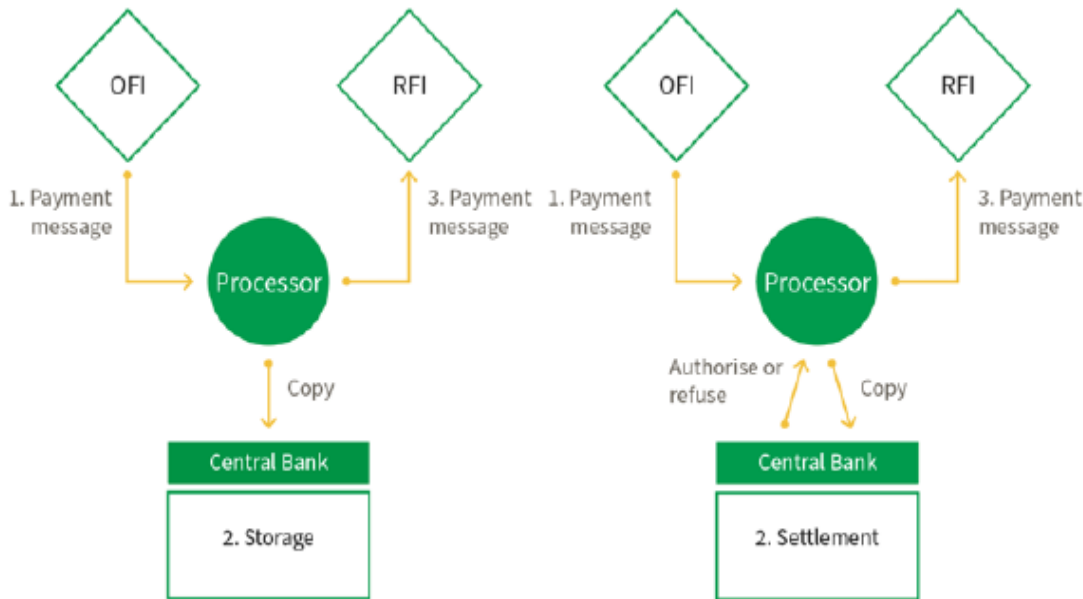 OFI
RFI
1. Payment
message
3. Payment
message
Processor
Copy
Central Bank
2. Storage
OFI
RFI
1. Payment
message
3. Payment
message
Processor
Authorise or
refuse
Copy
Central Bank
2. Settlement